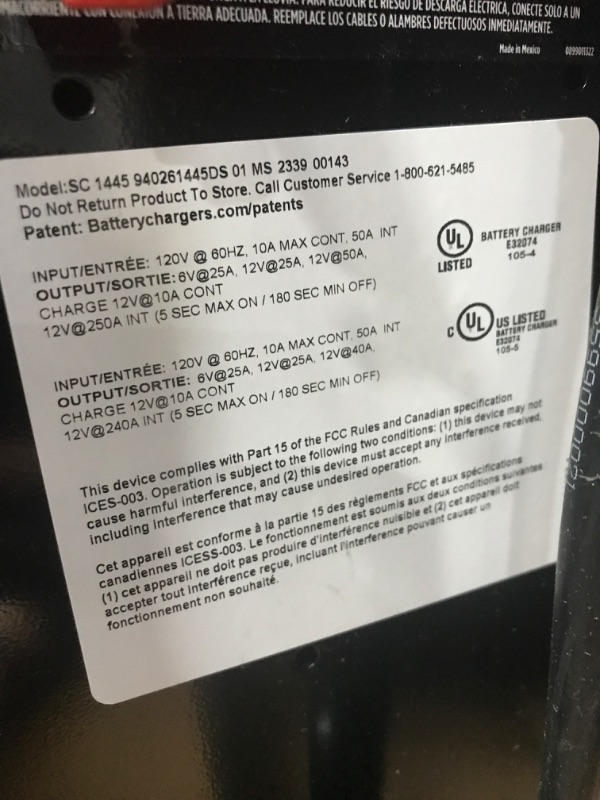 PARA REDUCIR EL RIESGO DE DESCARGA ELÉCTRICA, CONECTE SOLO A UN
A TIERRA ADECUADA. REEMPLACE LOS CABLES O ALAMBRES DEFECTUOSOS INMEDIATAMENTE.
Made in Mexico
Model:SC 1445 940261445DS 01 MS 2339 00143
Do Not Return Product To Store. Call Customer Service 1-800-621-5485
Patent: Batterychargers.com/patents
INPUT/ENTRÉE: 120V @ 60HZ, 10A MAX CONT, 50A INT
OUTPUT/SORTIE: 6V@25A, 12V@25A, 12V@50A,
CHARGE 12V@10A CONT
12V@250A INT (5 SEC MAX ON / 180 SEC MIN OFF)
UL
LISTED
BATTERY CHARGER
E32074
105-4
INPUT/ENTRÉE: 120V @ 60HZ, 10A MAX CONT, 50A INT
OUTPUT/SORTIE: 6V@25A, 12V@25A, 12V@40A,
CHARGE 12V@10A CONT
12V@240A INT (5 SEC MAX ON / 180 SEC MIN OFF)
C UL US LISTED
BATTERY CHARGER
E32074
105-5
This device complies with Part 15 of the FCC Rules and Canadian specification
ICES-003. Operation is subject to the following two conditions: (1) this device may not
cause harmful interference, and (2) this device must accept any interference received,
including Interference that may cause undesired operation.
Cet appareil est conforme à la partie 15 des règlements FCC et aux spécifications
canadiennes ICESS-003. Le fonctionnement est soumis aux deux conditions suivantes
(1) cet appareil ne doit pas produire d'interférence nuisible et (2) cet appareil doit
accepter tout interférence reçue, incluant l'interference pouvant causer un
fonctionnement non souhaité.